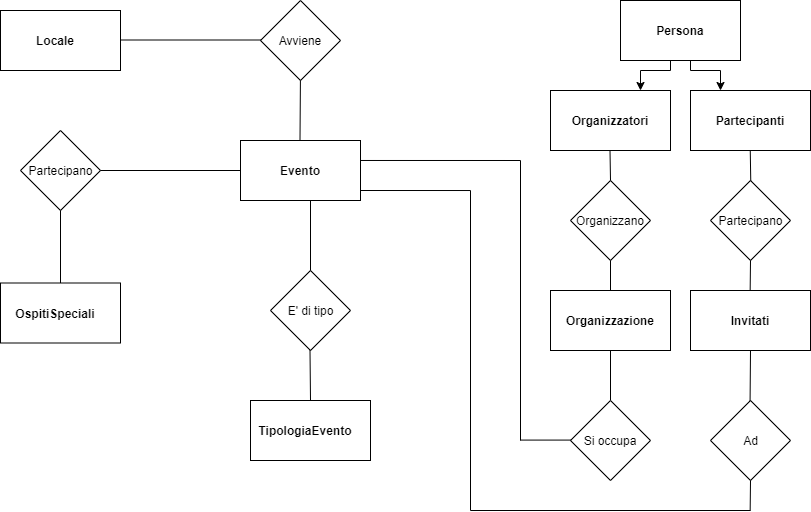 Persona
Locale
Avviene
Organizzatori
Partecipanti
Partecipano
Evento
Organizzano
Partecipano
OspitiSpeciali
E' di tipo
Organizzazione
Invitati
TipologiaEvento
Si occupa
Ad